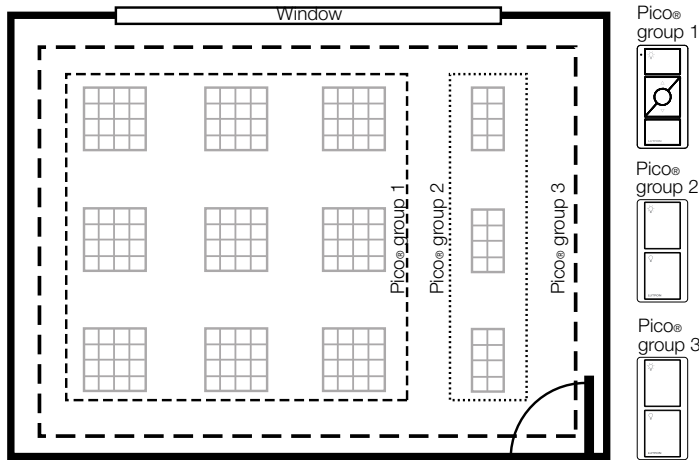 Window
Pico® group 1
Pico® group 2
Pico® group 3
Pico®
group 1
Pico®
group 2
Pico®
group 3